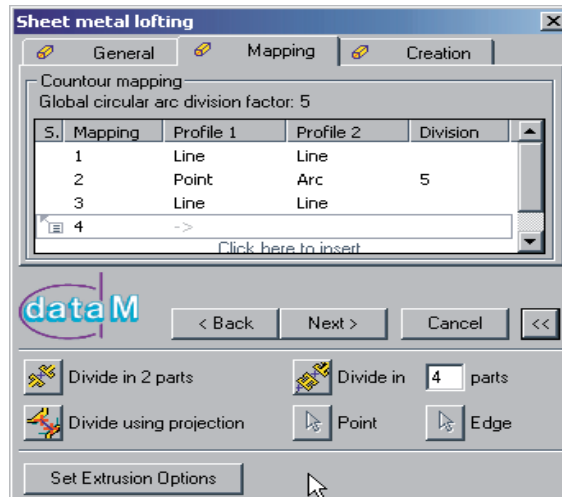 Sheet metal lofting
General Mapping Creation
Countour mapping
Global circular arc division factor: 5
S. Mapping Profile 1 Profile 2 Division
1 Line Line
2 Point Arc 5
3 Line Line
4 ->
Click here to insert
dataM < Back Next > Cancel <<
Divide in 2 parts Divide in 4 parts
Divide using projection Point Edge
Set Extrusion Options